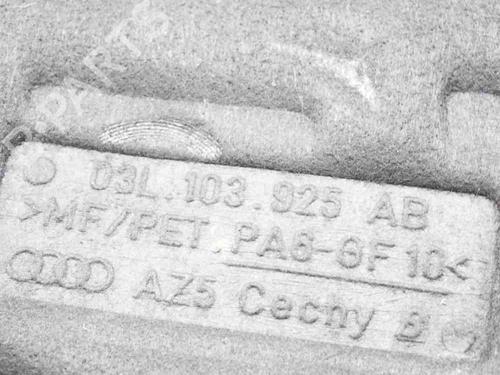 03L.103.925 AB
>MF/PET.PA6-GF10<
AZ5 Cechy